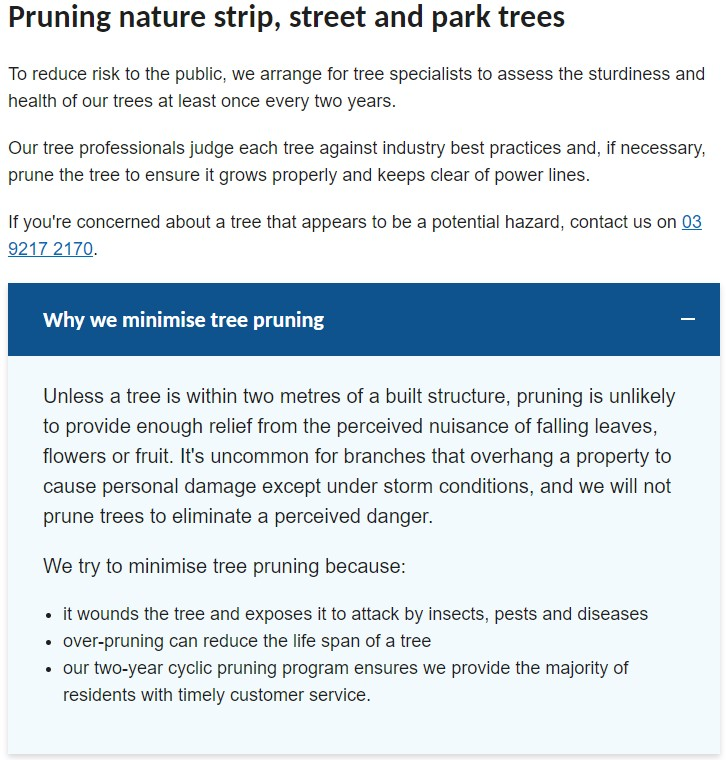 Pruning nature strip, street and park trees
To reduce risk to the public, we arrange for tree specialists to assess the sturdiness and
health of our trees at least once every two years.
Our tree professionals judge each tree against industry best practices and, if necessary,
prune the tree to ensure it grows properly and keeps clear of power lines.
If you're concerned about a tree that appears to be a potential hazard, contact us on 03
9217 2170.
Why we minimise tree pruning
Unless a tree is within two metres of a built structure, pruning is unlikely
to provide enough relief from the perceived nuisance of falling leaves,
flowers or fruit. It's uncommon for branches that overhang a property to
cause personal damage except under storm conditions, and we will not
prune trees to eliminate a perceived danger.
We try to minimise tree pruning because:
• it wounds the tree and exposes it to attack by insects, pests and diseases
• over-pruning can reduce the life span of a tree
• our two-year cyclic pruning program ensures we provide the majority of
residents with timely customer service.